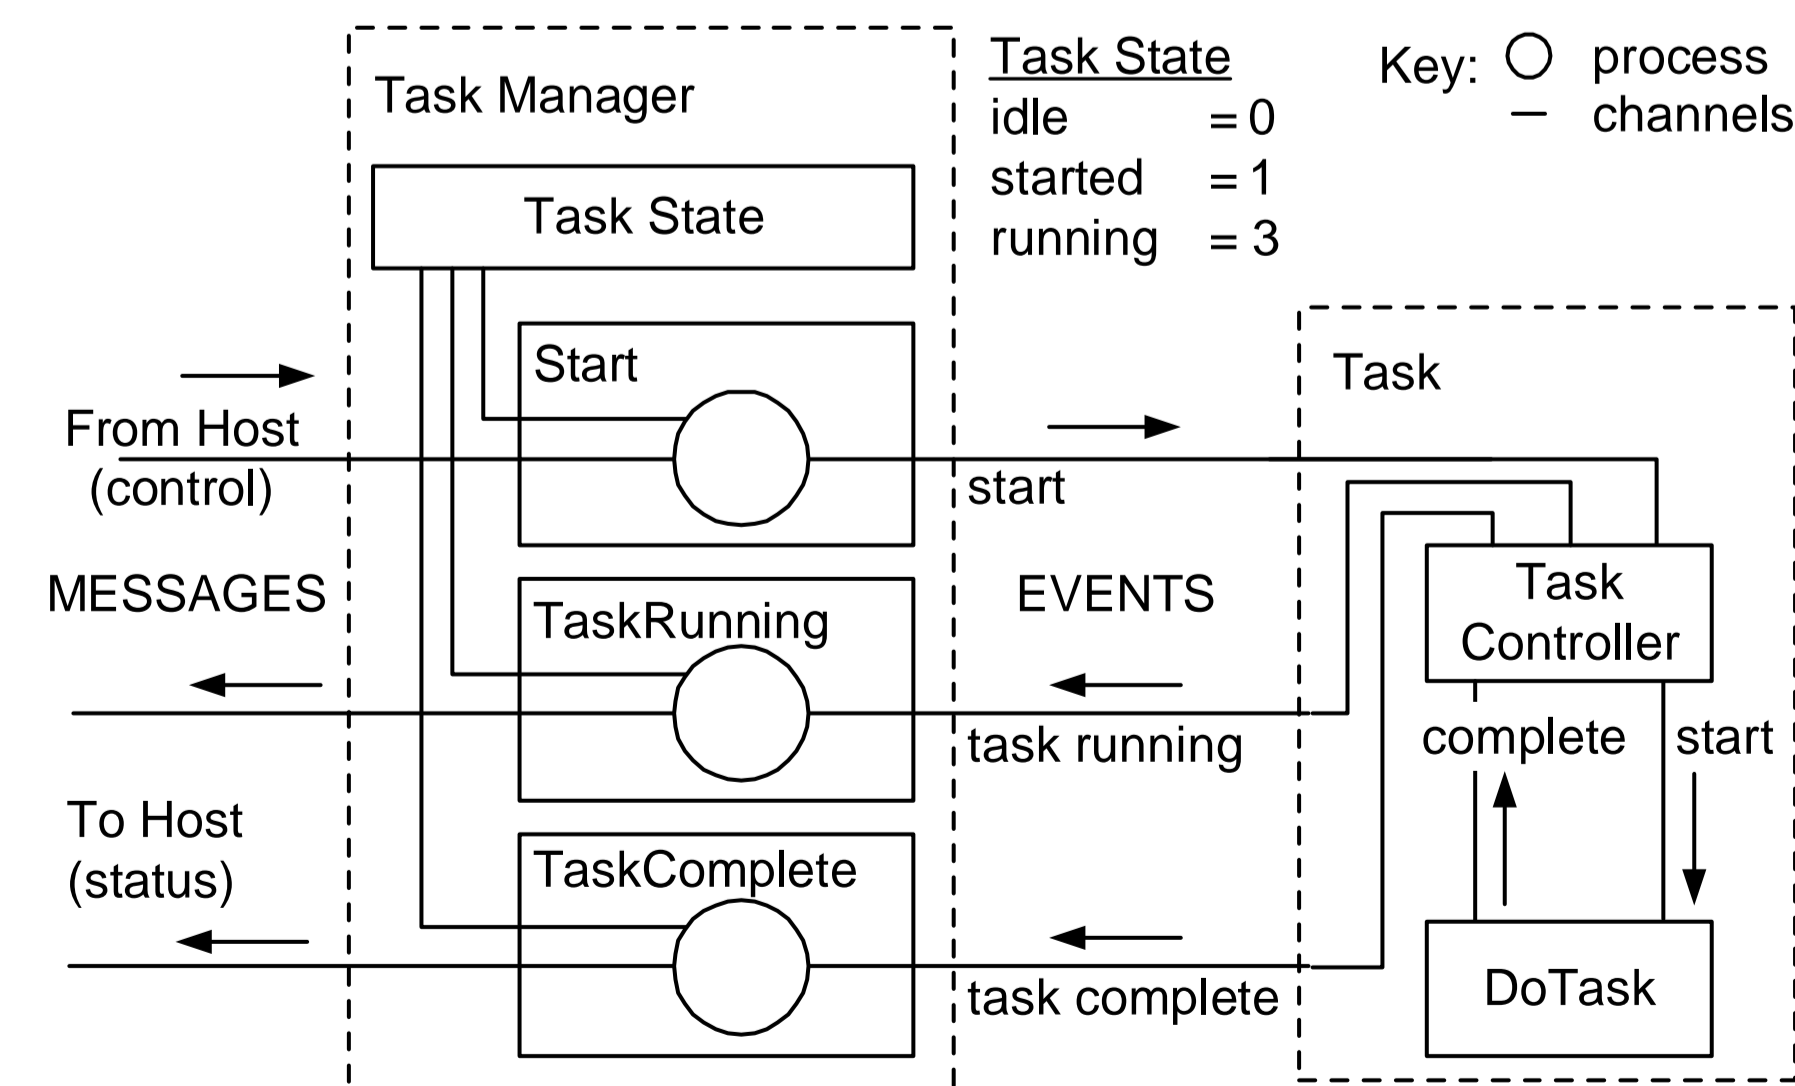 Task Manager
Task State
idle = 0
started = 1
running = 3
Key:
process
channels
Task State
Start
From Host
(control)
start
Task
MESSAGES
EVENTS
Task
Controller
TaskRunning
task running
complete
start
To Host
(status)
TaskComplete
task complete
DoTask